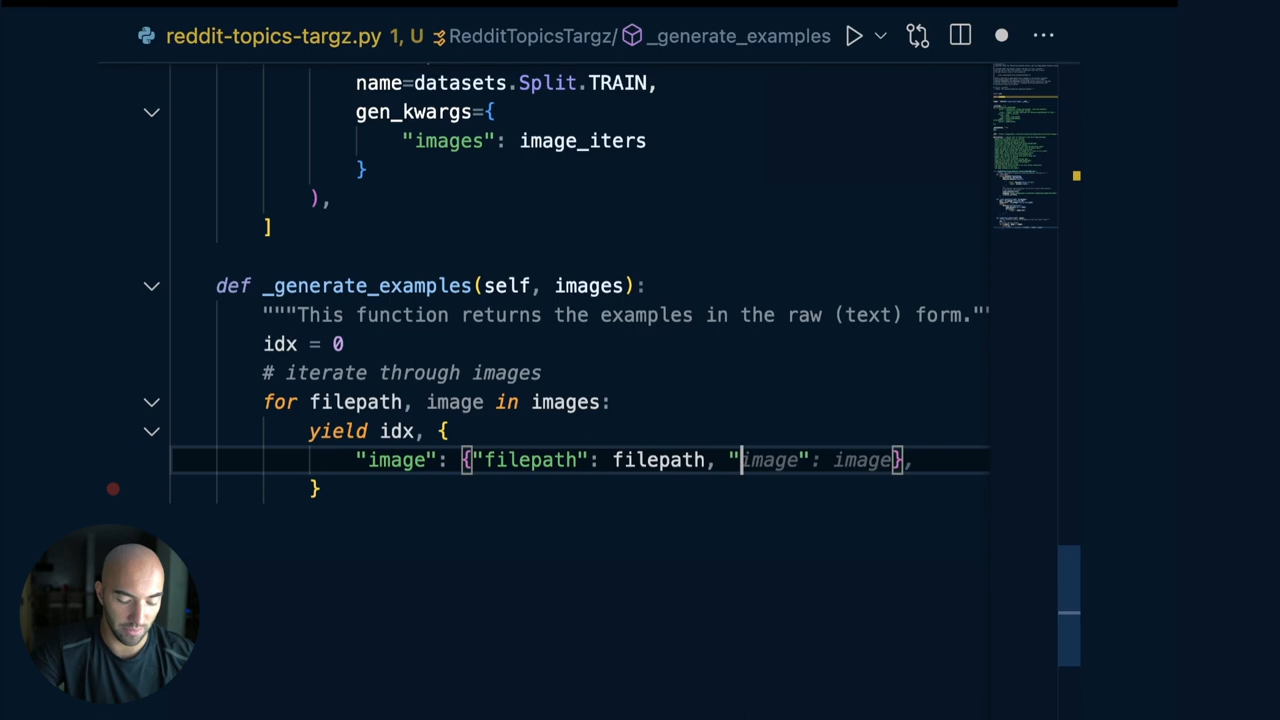 reddit-topics-targz.py 1, U RedditTopicsTargz/ _generate_examples
name=datasets.Split.TRAIN,
gen_kwargs={
"images": image_iters
}
),
]
def _generate_examples(self, images):
"""This function returns the examples in the raw (text) form.""
idx = 0
# iterate through images
for filepath, image in images:
yield idx, {
"image": {"filepath": filepath, "image": image},
}